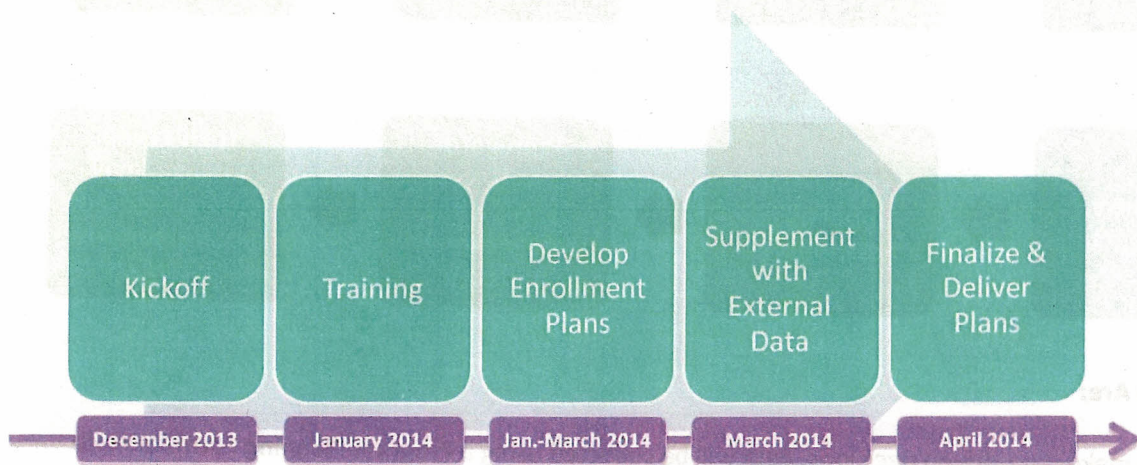 Kickoff
Training
Develop
Enrollment
Plans
Supplement
with
External
Data
Finalize &
Deliver
Plans
December 2013
January 2014
Jan.-March 2014
March 2014
April 2014